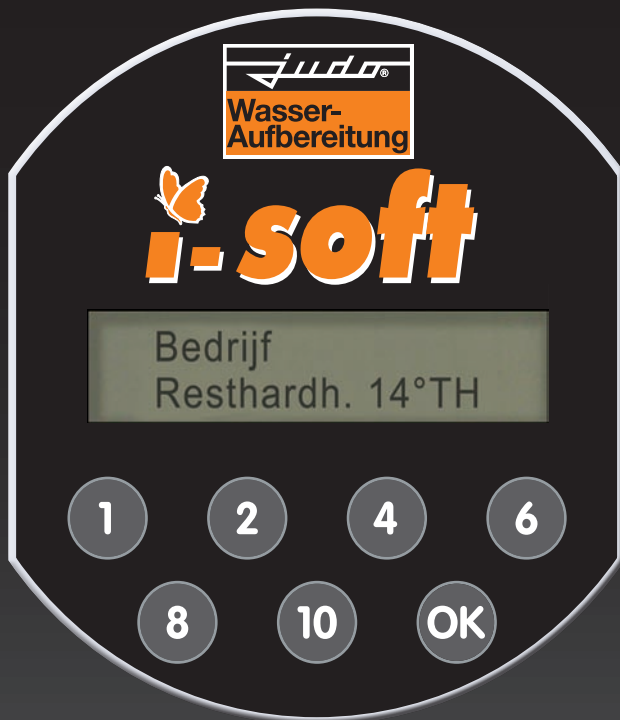 judo®
Wasser-
Aufbereitung
i-soft
Bedrijf
Resthardh. 14°TH
1 2 4 6
8 10 OK